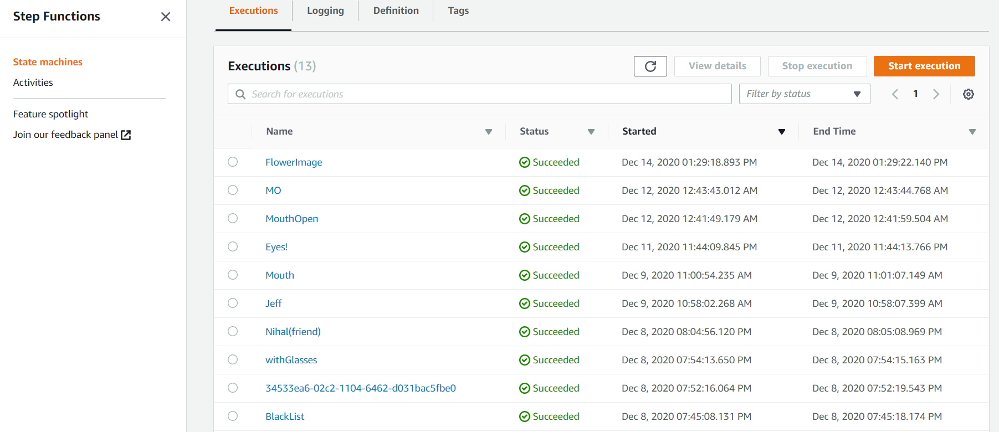 Step Functions
State machines
Activities
Feature spotlight
Join our feedback panel
Executions Logging Definition Tags
Executions (13) View details Stop execution Start execution
Search for executions Filter by status 1
Name Status Started End Time
FlowerImage Succeeded Dec 14, 2020 01:29:18.893 PM Dec 14, 2020 01:29:22.140 PM
MO Succeeded Dec 12, 2020 12:43:43.012 AM Dec 12, 2020 12:43:44.768 AM
MouthOpen Succeeded Dec 12, 2020 12:41:49.179 AM Dec 12, 2020 12:41:59.504 AM
Eyes! Succeeded Dec 11, 2020 11:44:09.845 PM Dec 11, 2020 11:44:13.766 PM
Mouth Succeeded Dec 9, 2020 11:00:54.235 AM Dec 9, 2020 11:01:07.149 AM
Jeff Succeeded Dec 9, 2020 10:58:02.268 AM Dec 9, 2020 10:58:07.399 AM
Nihal(friend) Succeeded Dec 8, 2020 08:04:56.120 PM Dec 8, 2020 08:05:08.969 PM
withGlasses Succeeded Dec 8, 2020 07:54:13.650 PM Dec 8, 2020 07:54:15.163 PM
34533ea6-02c2-1104-6462-d031bac5fbe0 Succeeded Dec 8, 2020 07:52:16.064 PM Dec 8, 2020 07:52:19.543 PM
BlackList Succeeded Dec 8, 2020 07:45:08.131 PM Dec 8, 2020 07:45:18.174 PM